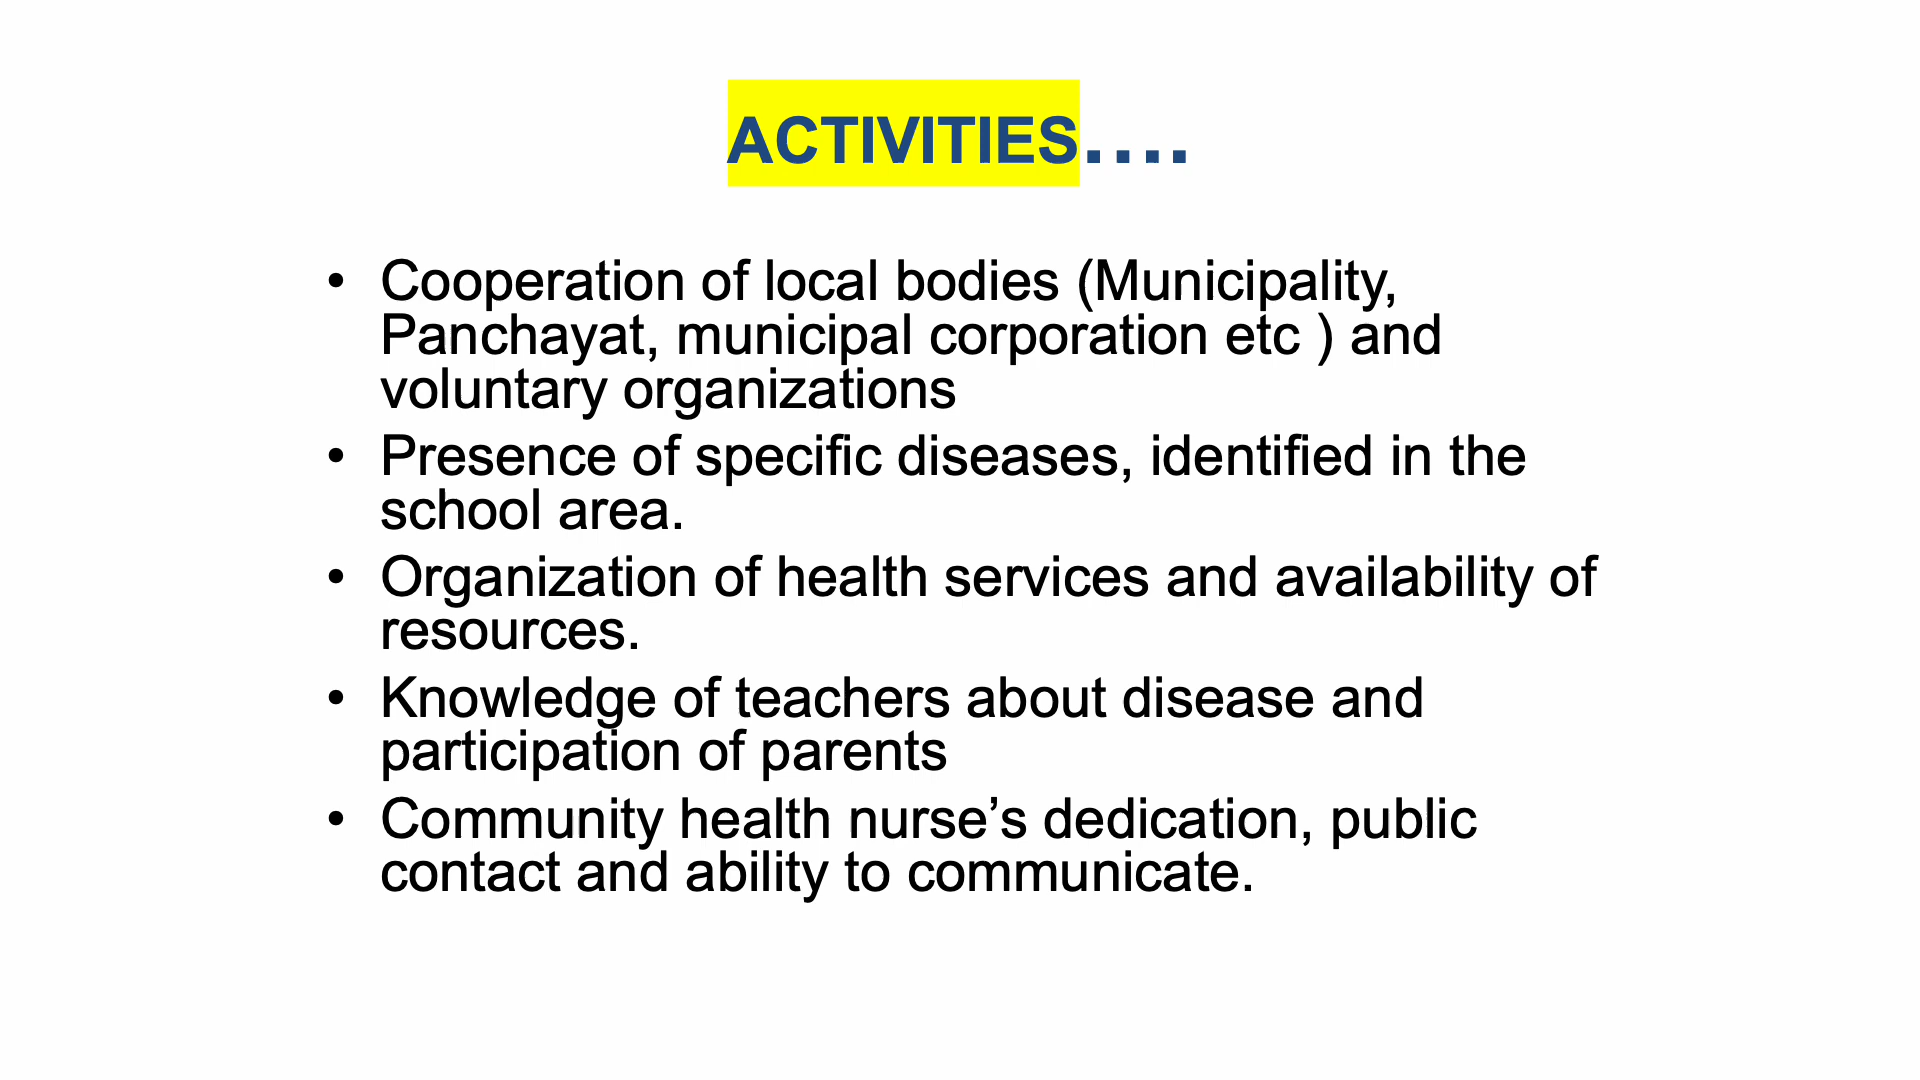 ACTIVITIES....
• Cooperation of local bodies (Municipality,
Panchayat, municipal corporation etc ) and
voluntary organizations
• Presence of specific diseases, identified in the
school area.
• Organization of health services and availability of
resources.
• Knowledge of teachers about disease and
participation of parents
• Community health nurse’s dedication, public
contact and ability to communicate.